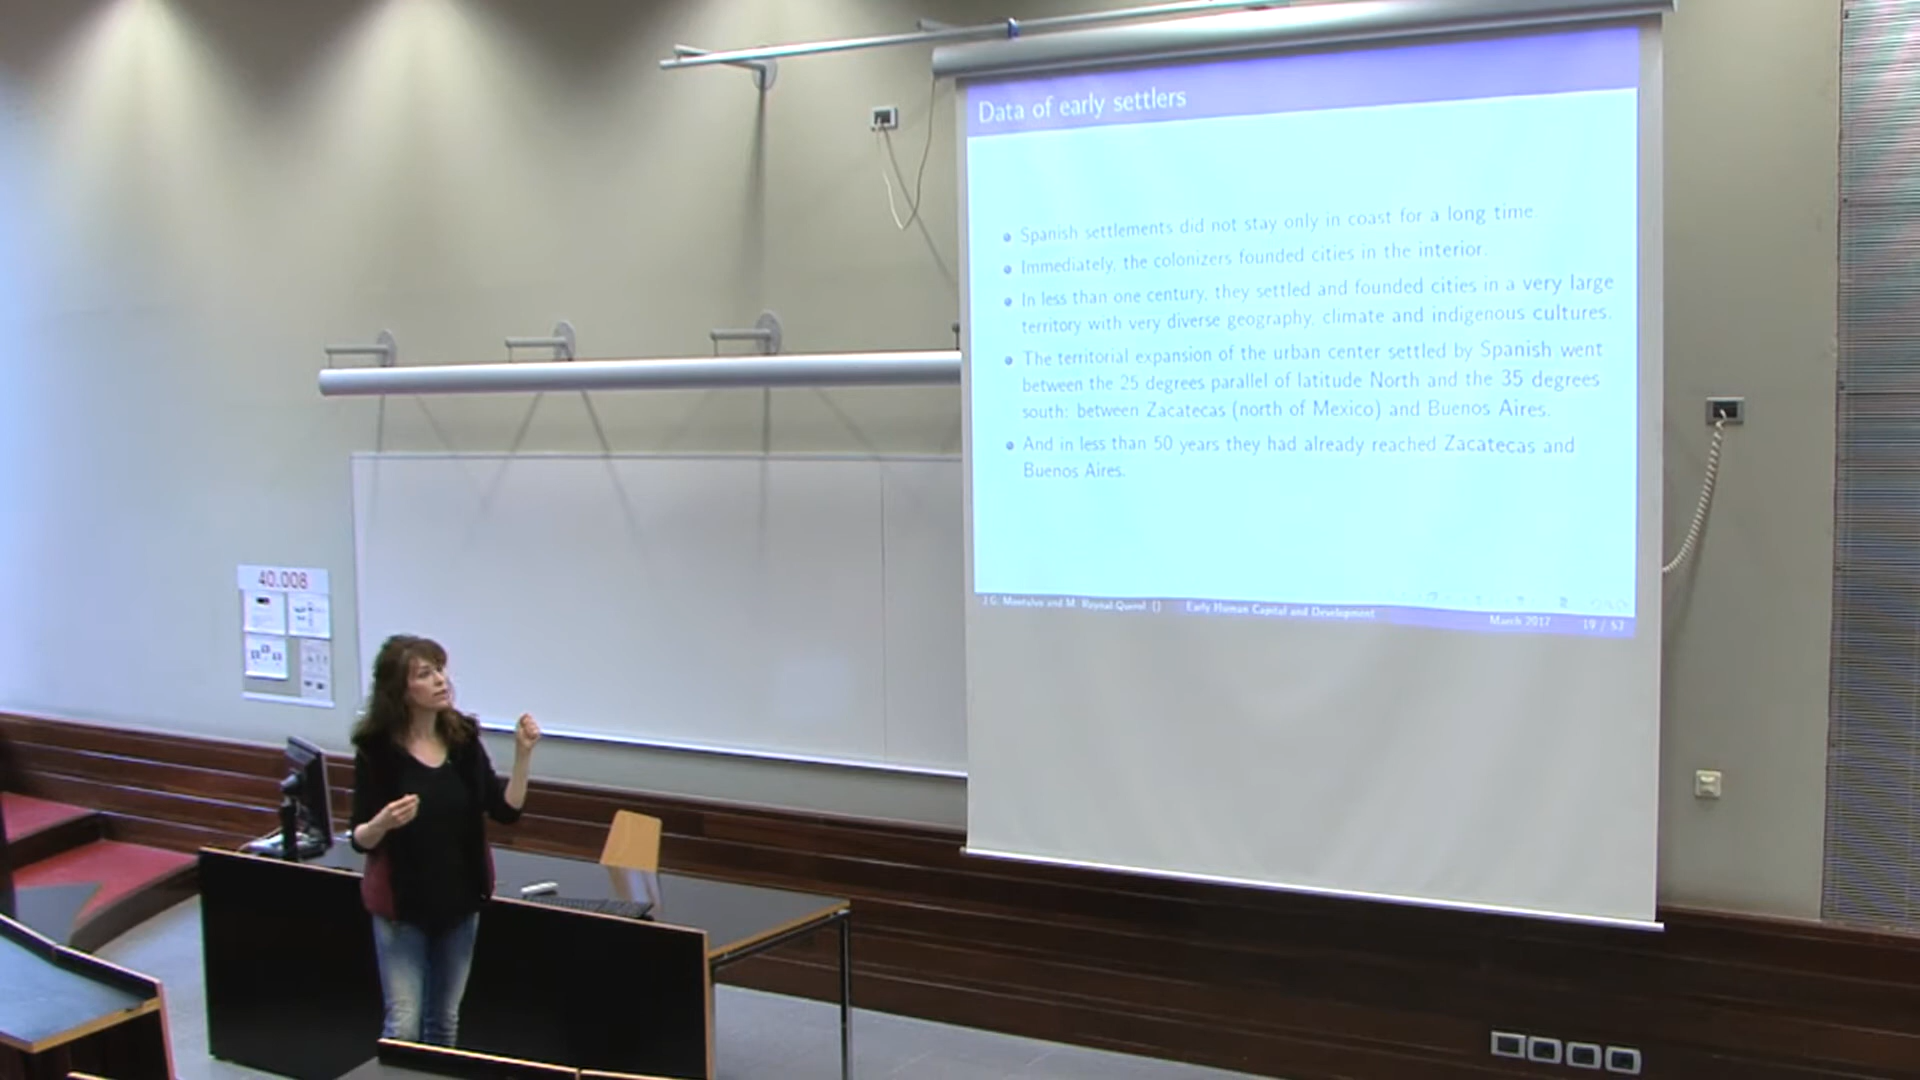 Data of early settlers
Spanish settlements did not stay only in coast for a long time.
Immediately, the colonizers founded cities in the interior.
In less than one century, they settled and founded cities in a very large
territory with very diverse geography, climate and indigenous cultures.
The territorial expansion of the urban center settled by Spanish went
between the 25 degrees parallel of latitude North and the 35 degrees
south: between Zacatecas (north of Mexico) and Buenos Aires.
And in less than 50 years they had already reached Zacatecas and
Buenos Aires.
J.G. Montalvo and M. Reynal-Querol () Early Human Capital and Development March 2017 19 / 57
40.008